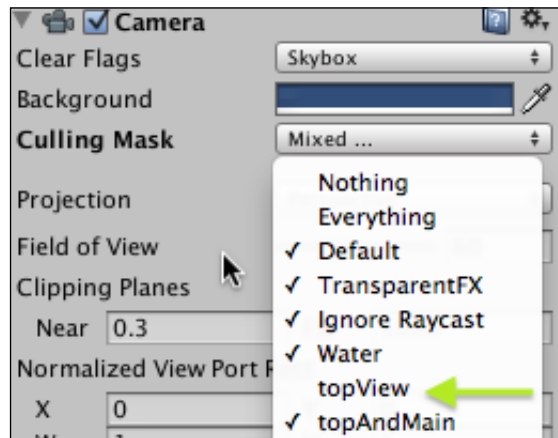 Camera
Clear Flags Skybox
Background
Culling Mask Mixed ...
Nothing
Projection
Everything
Field of View
Default
Clipping Planes
TransparentFX
Near 0.3
Ignore Raycast
Water
Normalized View Port
topView
X 0
topAndMain